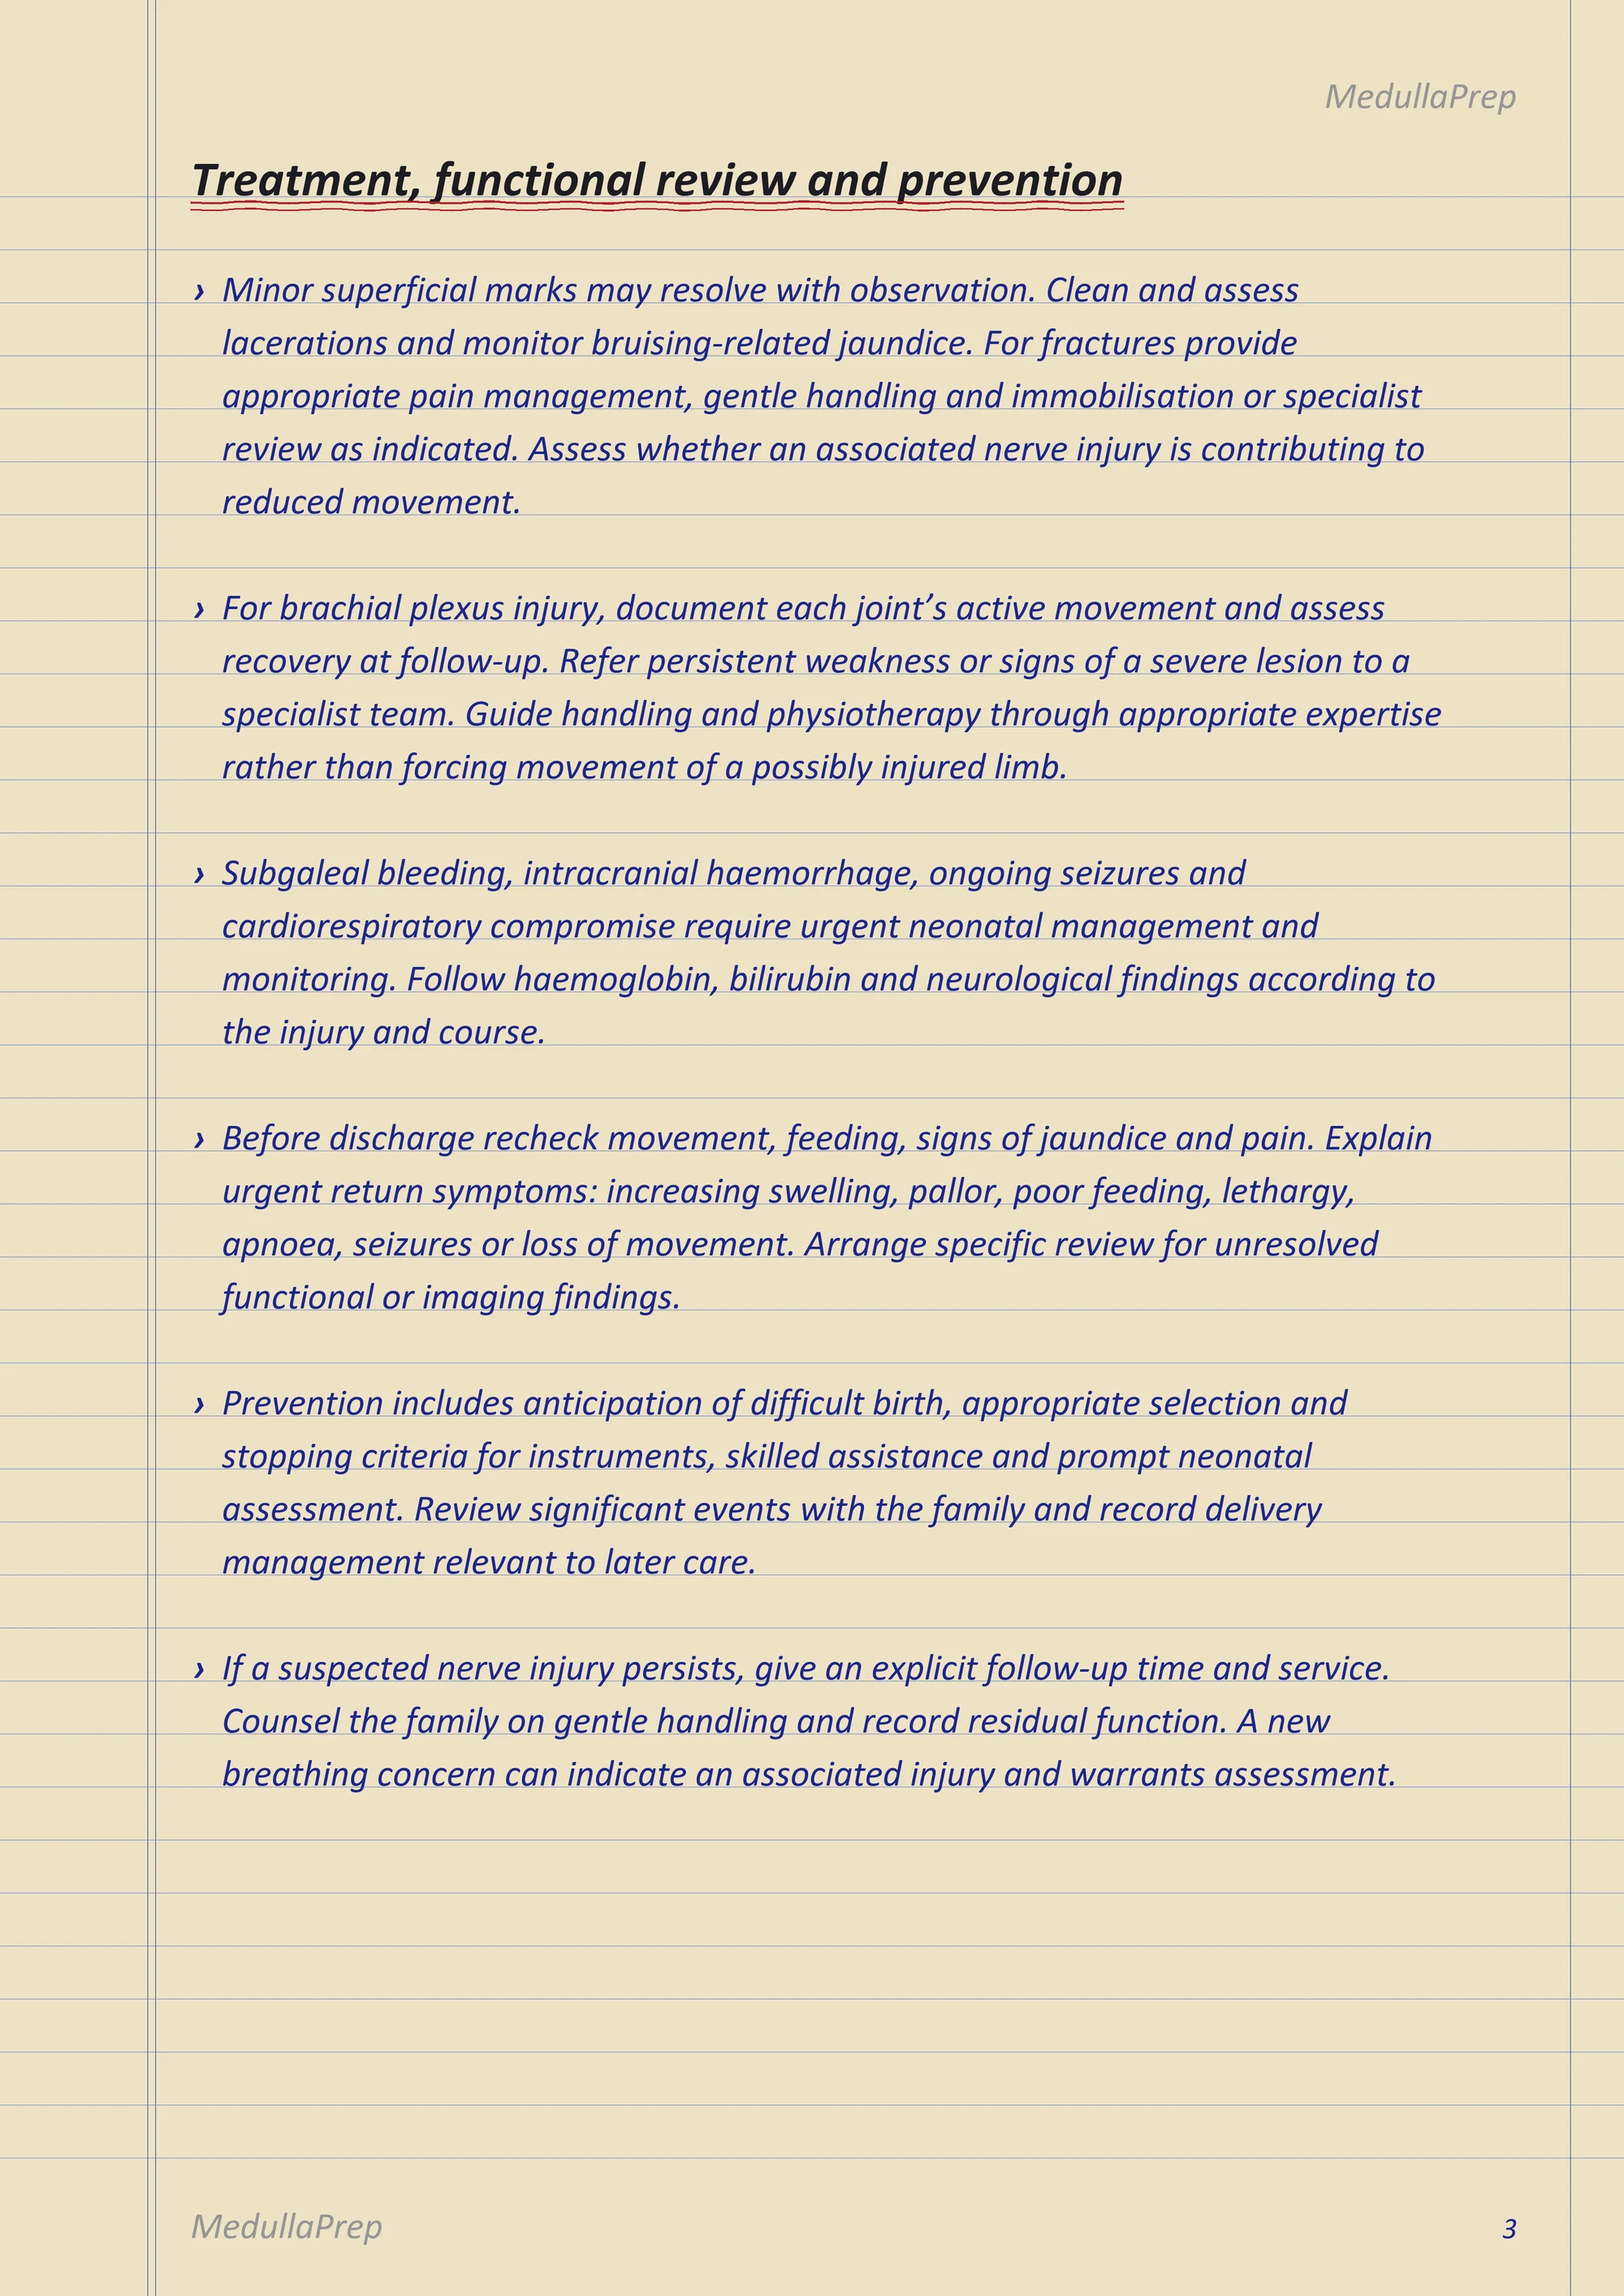 MedullaPrep
Treatment, functional review and prevention
› Minor superficial marks may resolve with observation. Clean and assess
lacerations and monitor bruising-related jaundice. For fractures provide
appropriate pain management, gentle handling and immobilisation or specialist
review as indicated. Assess whether an associated nerve injury is contributing to
reduced movement.
› For brachial plexus injury, document each joint’s active movement and assess
recovery at follow-up. Refer persistent weakness or signs of a severe lesion to a
specialist team. Guide handling and physiotherapy through appropriate expertise
rather than forcing movement of a possibly injured limb.
› Subgaleal bleeding, intracranial haemorrhage, ongoing seizures and
cardiorespiratory compromise require urgent neonatal management and
monitoring. Follow haemoglobin, bilirubin and neurological findings according to
the injury and course.
› Before discharge recheck movement, feeding, signs of jaundice and pain. Explain
urgent return symptoms: increasing swelling, pallor, poor feeding, lethargy,
apnoea, seizures or loss of movement. Arrange specific review for unresolved
functional or imaging findings.
› Prevention includes anticipation of difficult birth, appropriate selection and
stopping criteria for instruments, skilled assistance and prompt neonatal
assessment. Review significant events with the family and record delivery
management relevant to later care.
› If a suspected nerve injury persists, give an explicit follow-up time and service.
Counsel the family on gentle handling and record residual function. A new
breathing concern can indicate an associated injury and warrants assessment.
MedullaPrep
3